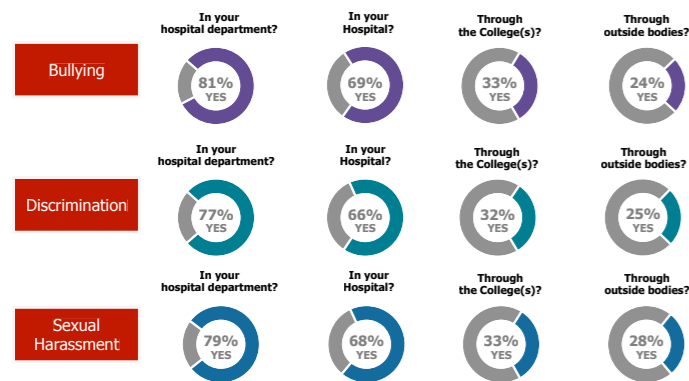 In your
hospital department?
In your
Hospital?
Through
the College(s)?
Through
outside bodies?
Bullying
81%
YES
69%
YES
33%
YES
24%
YES
In your
hospital department?
In your
Hospital?
Through
the College(s)?
Through
outside bodies?
Discrimination
77%
YES
66%
YES
32%
YES
25%
YES
In your
hospital department?
In your
Hospital?
Through
the College(s)?
Through
outside bodies?
Sexual
Harassment
79%
YES
68%
YES
33%
YES
28%
YES